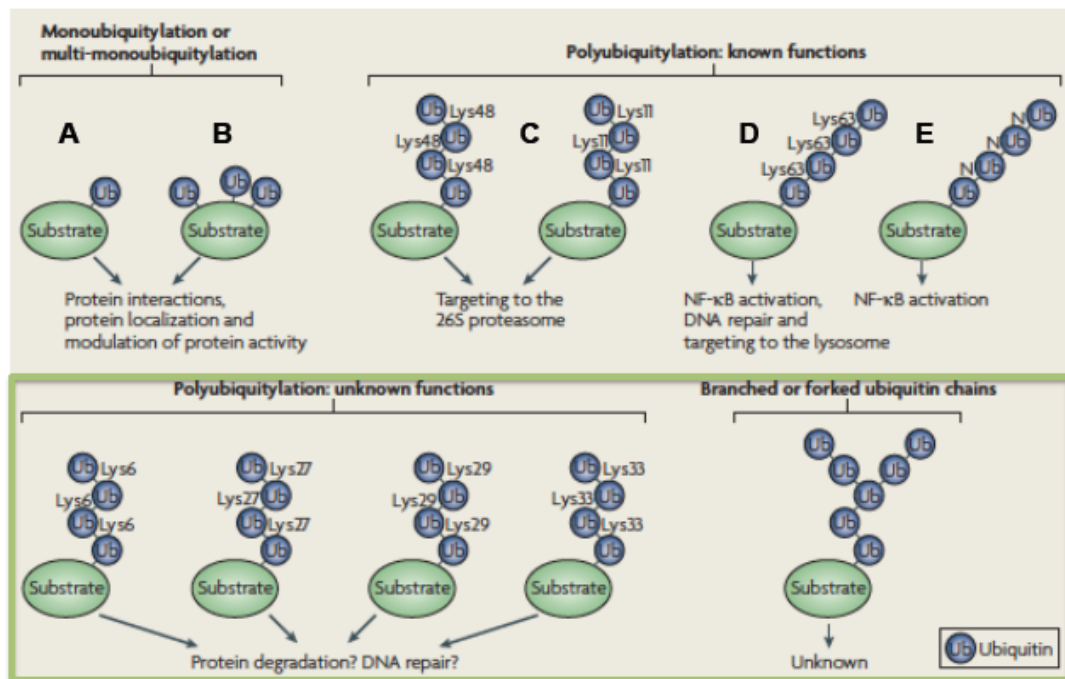 Monoubiquitylation or
multi-monoubiquitylation
Polyubiquitylation: known functions
A
B
C
D
E
Ub
Substrate
Ub
Ub
Ub
Substrate
Ub Lys48
Lys48 Ub
Ub Lys48
Ub
Substrate
Ub Lys11
Lys11 Ub
Ub Lys11
Ub
Substrate
Lys63 Ub
Lys63 Ub
Lys63 Ub
Ub
Substrate
N Ub
N Ub
N Ub
Ub
Substrate
Protein interactions,
protein localization and
modulation of protein activity
Targeting to the
26S proteasome
NF-κB activation,
DNA repair and
targeting to the lysosome
NF-κB activation
Polyubiquitylation: unknown functions
Branched or forked ubiquitin chains
Ub Lys6
Lys6 Ub
Ub Lys6
Ub
Substrate
Ub Lys27
Lys27 Ub
Ub Lys27
Ub
Substrate
Ub Lys29
Lys29 Ub
Ub Lys29
Ub
Substrate
Ub Lys33
Lys33 Ub
Ub Lys33
Ub
Substrate
Ub Ub
Ub Ub
Ub
Ub
Ub
Substrate
Protein degradation? DNA repair?
Unknown
Ub Ubiquitin